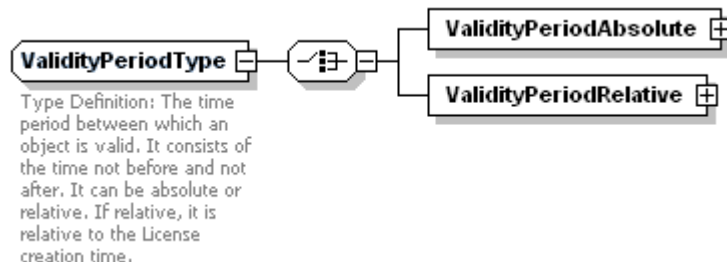 ValidityPeriodType
ValidityPeriodAbsolute
ValidityPeriodRelative
Type Definition: The time
period between which an
object is valid. It consists of
the time not before and not
after. It can be absolute or
relative. If relative, it is
relative to the License
creation time.